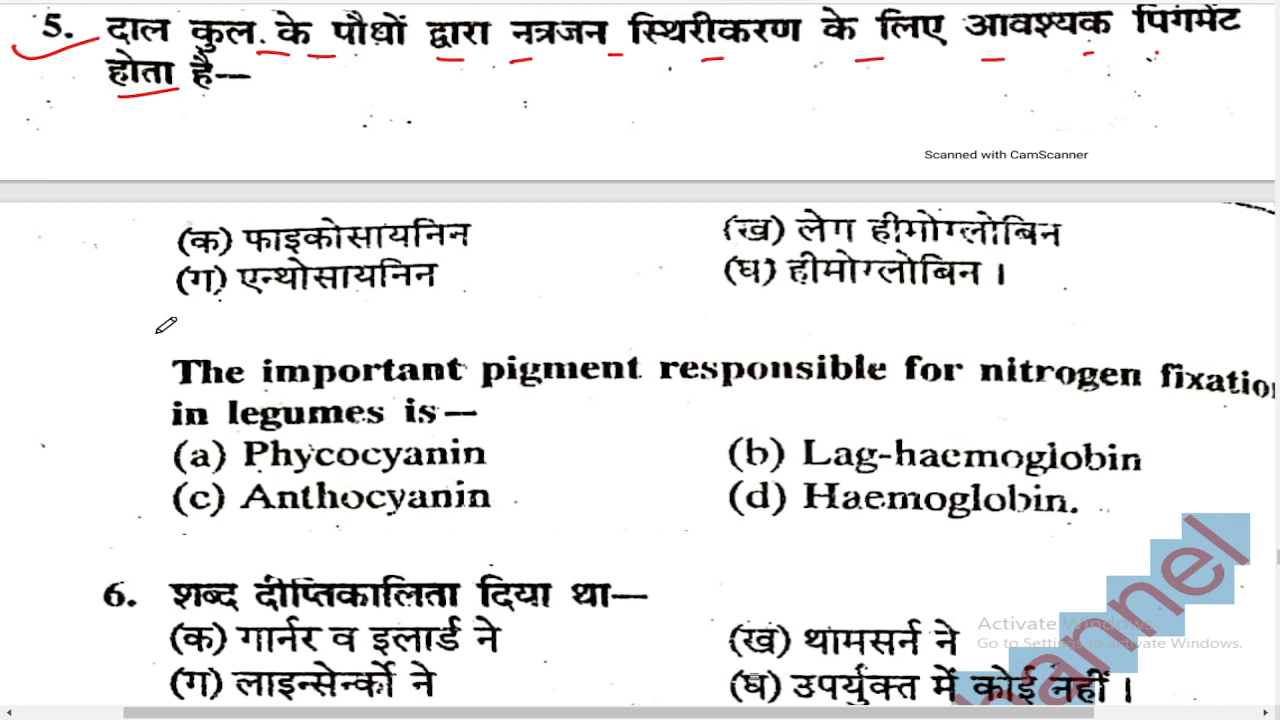 5. दाल कुल के पौधों द्वारा नत्रजन स्थिरीकरण के लिए आवश्यक पिगमेंट
होता है—
Scanned with CamScanner
(क) फाइकोसायनिन (ख) लेग हीमोग्लोबिन
(ग) एन्थोसायनिन (घ) हीमोग्लोबिन ।
The important pigment responsible for nitrogen fixation
in legumes is—
(a) Phycocyanin (b) Lag-haemoglobin
(c) Anthocyanin (d) Haemoglobin.
6. शब्द दीप्तिकालिता दिया था—
(क) गार्नर व इलार्ड ने (ख) थामसर्न ने
(ग) लाइन्सेर्न्को ने (घ) उपर्युक्त में कोई नहीं ।
Activate Windows
Go to Settings to activate Windows.